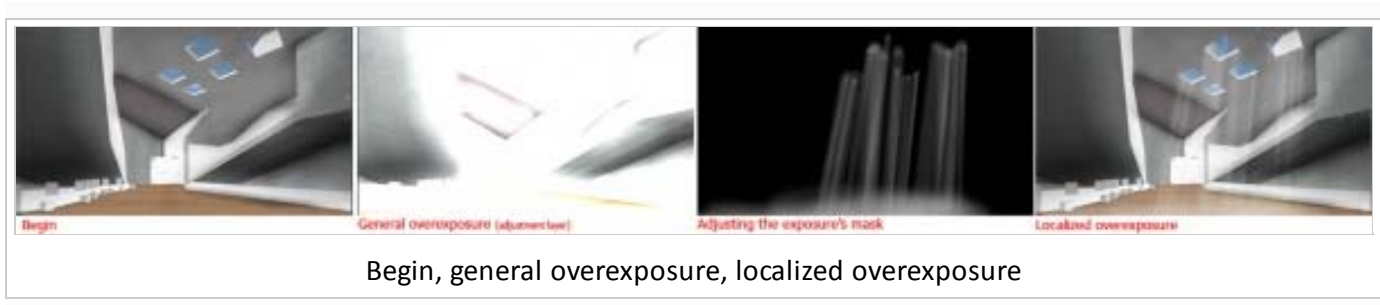 Begin
General overexposure (adjustment layer)
Adjusting the exposure's mask
Localized overexposure
Begin, general overexposure, localized overexposure